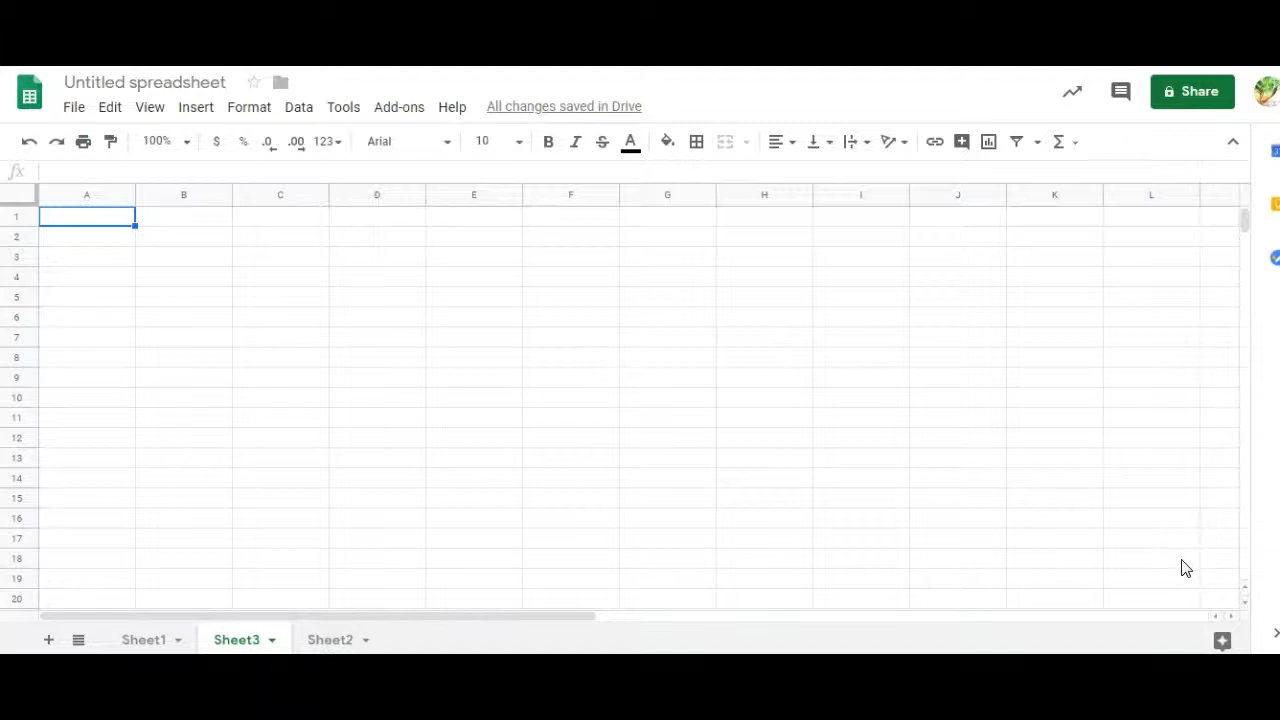 Untitled spreadsheet
File Edit View Insert Format Data Tools Add-ons Help All changes saved in Drive
Share
100% $ % .0 .00 123 Arial 10 B I S A Σ
fx
A B C D E F G H I J K L
1
2
3
4
5
6
7
8
9
10
11
12
13
14
15
16
17
18
19
20
Sheet1 Sheet3 Sheet2